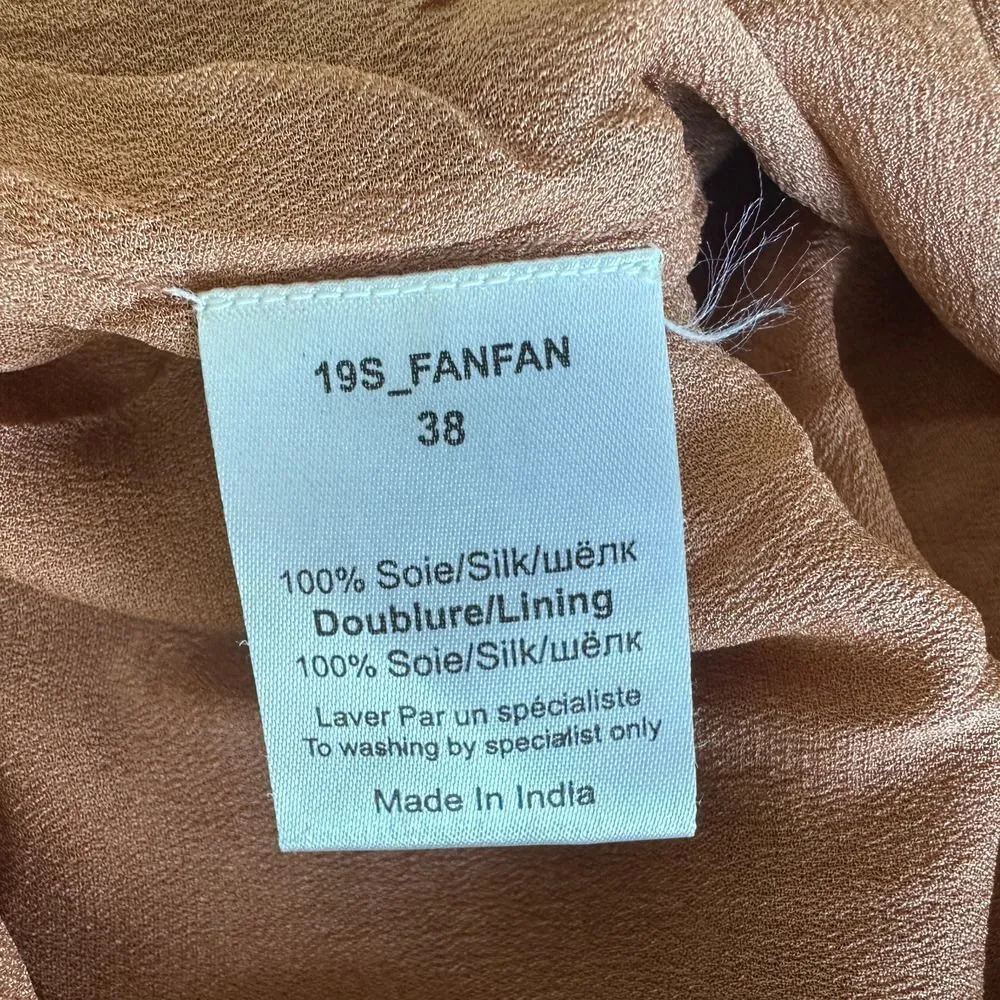 19S_FANFAN
38
100% Soie/Silk/шёлк
Doublure/Lining
100% Soie/Silk/шёлк
Laver Par un spécialiste
To washing by specialist only
Made In India